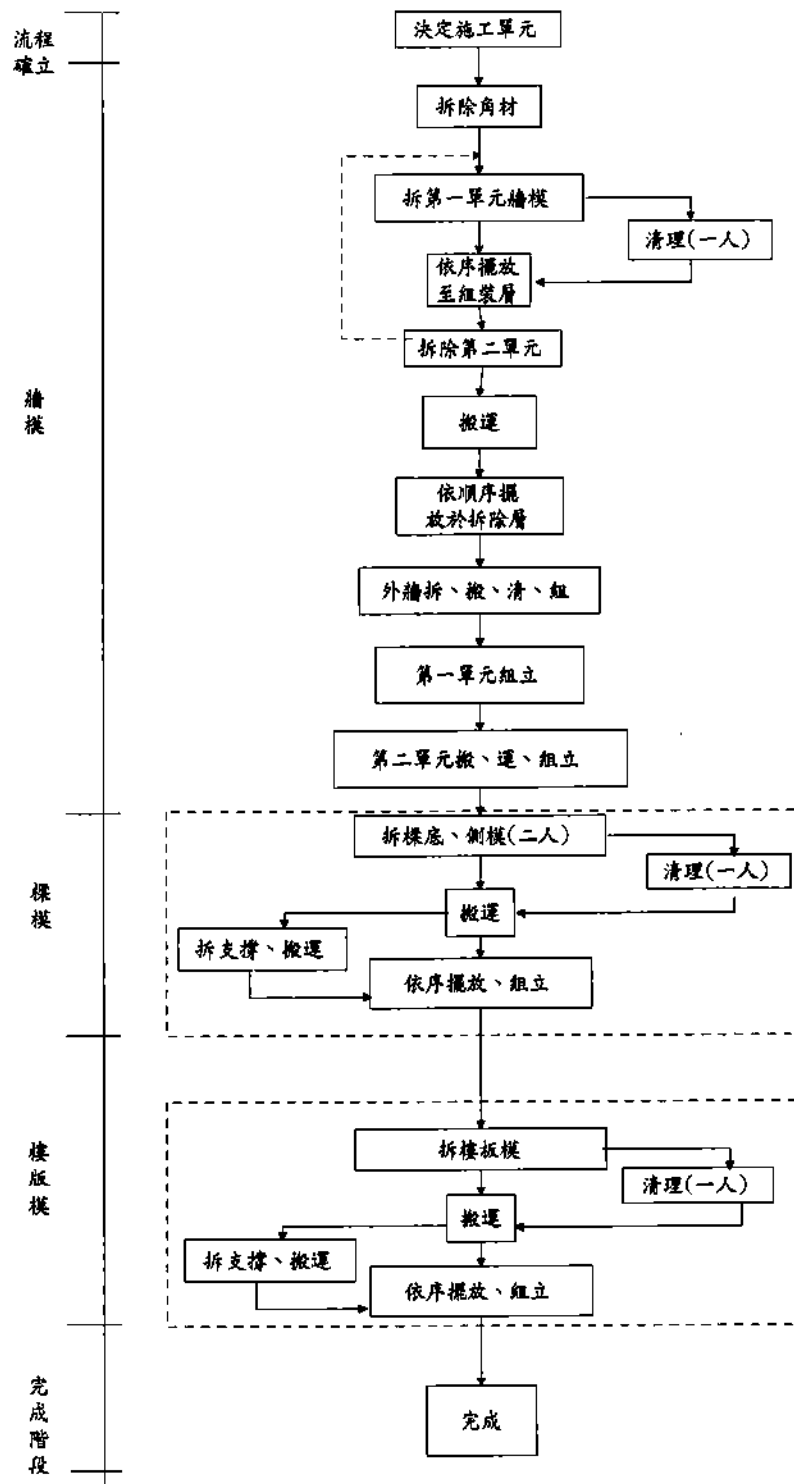 流程
確立
決定施工單元
拆除角材
拆第一單元牆模
清理(一人)
依序擺放
至組裝層
拆除第二單元
牆
模
搬運
依順序擺
放於拆除層
外牆拆、搬、清、組
第一單元組立
第二單元搬、運、組立
樑
模
拆樑底、側模(二人)
清理(一人)
搬運
拆支撐、搬運
依序擺放、組立
樓
版
模
拆樓板模
清理(一人)
搬運
拆支撐、搬運
依序擺放、組立
完
成
階
段
完成